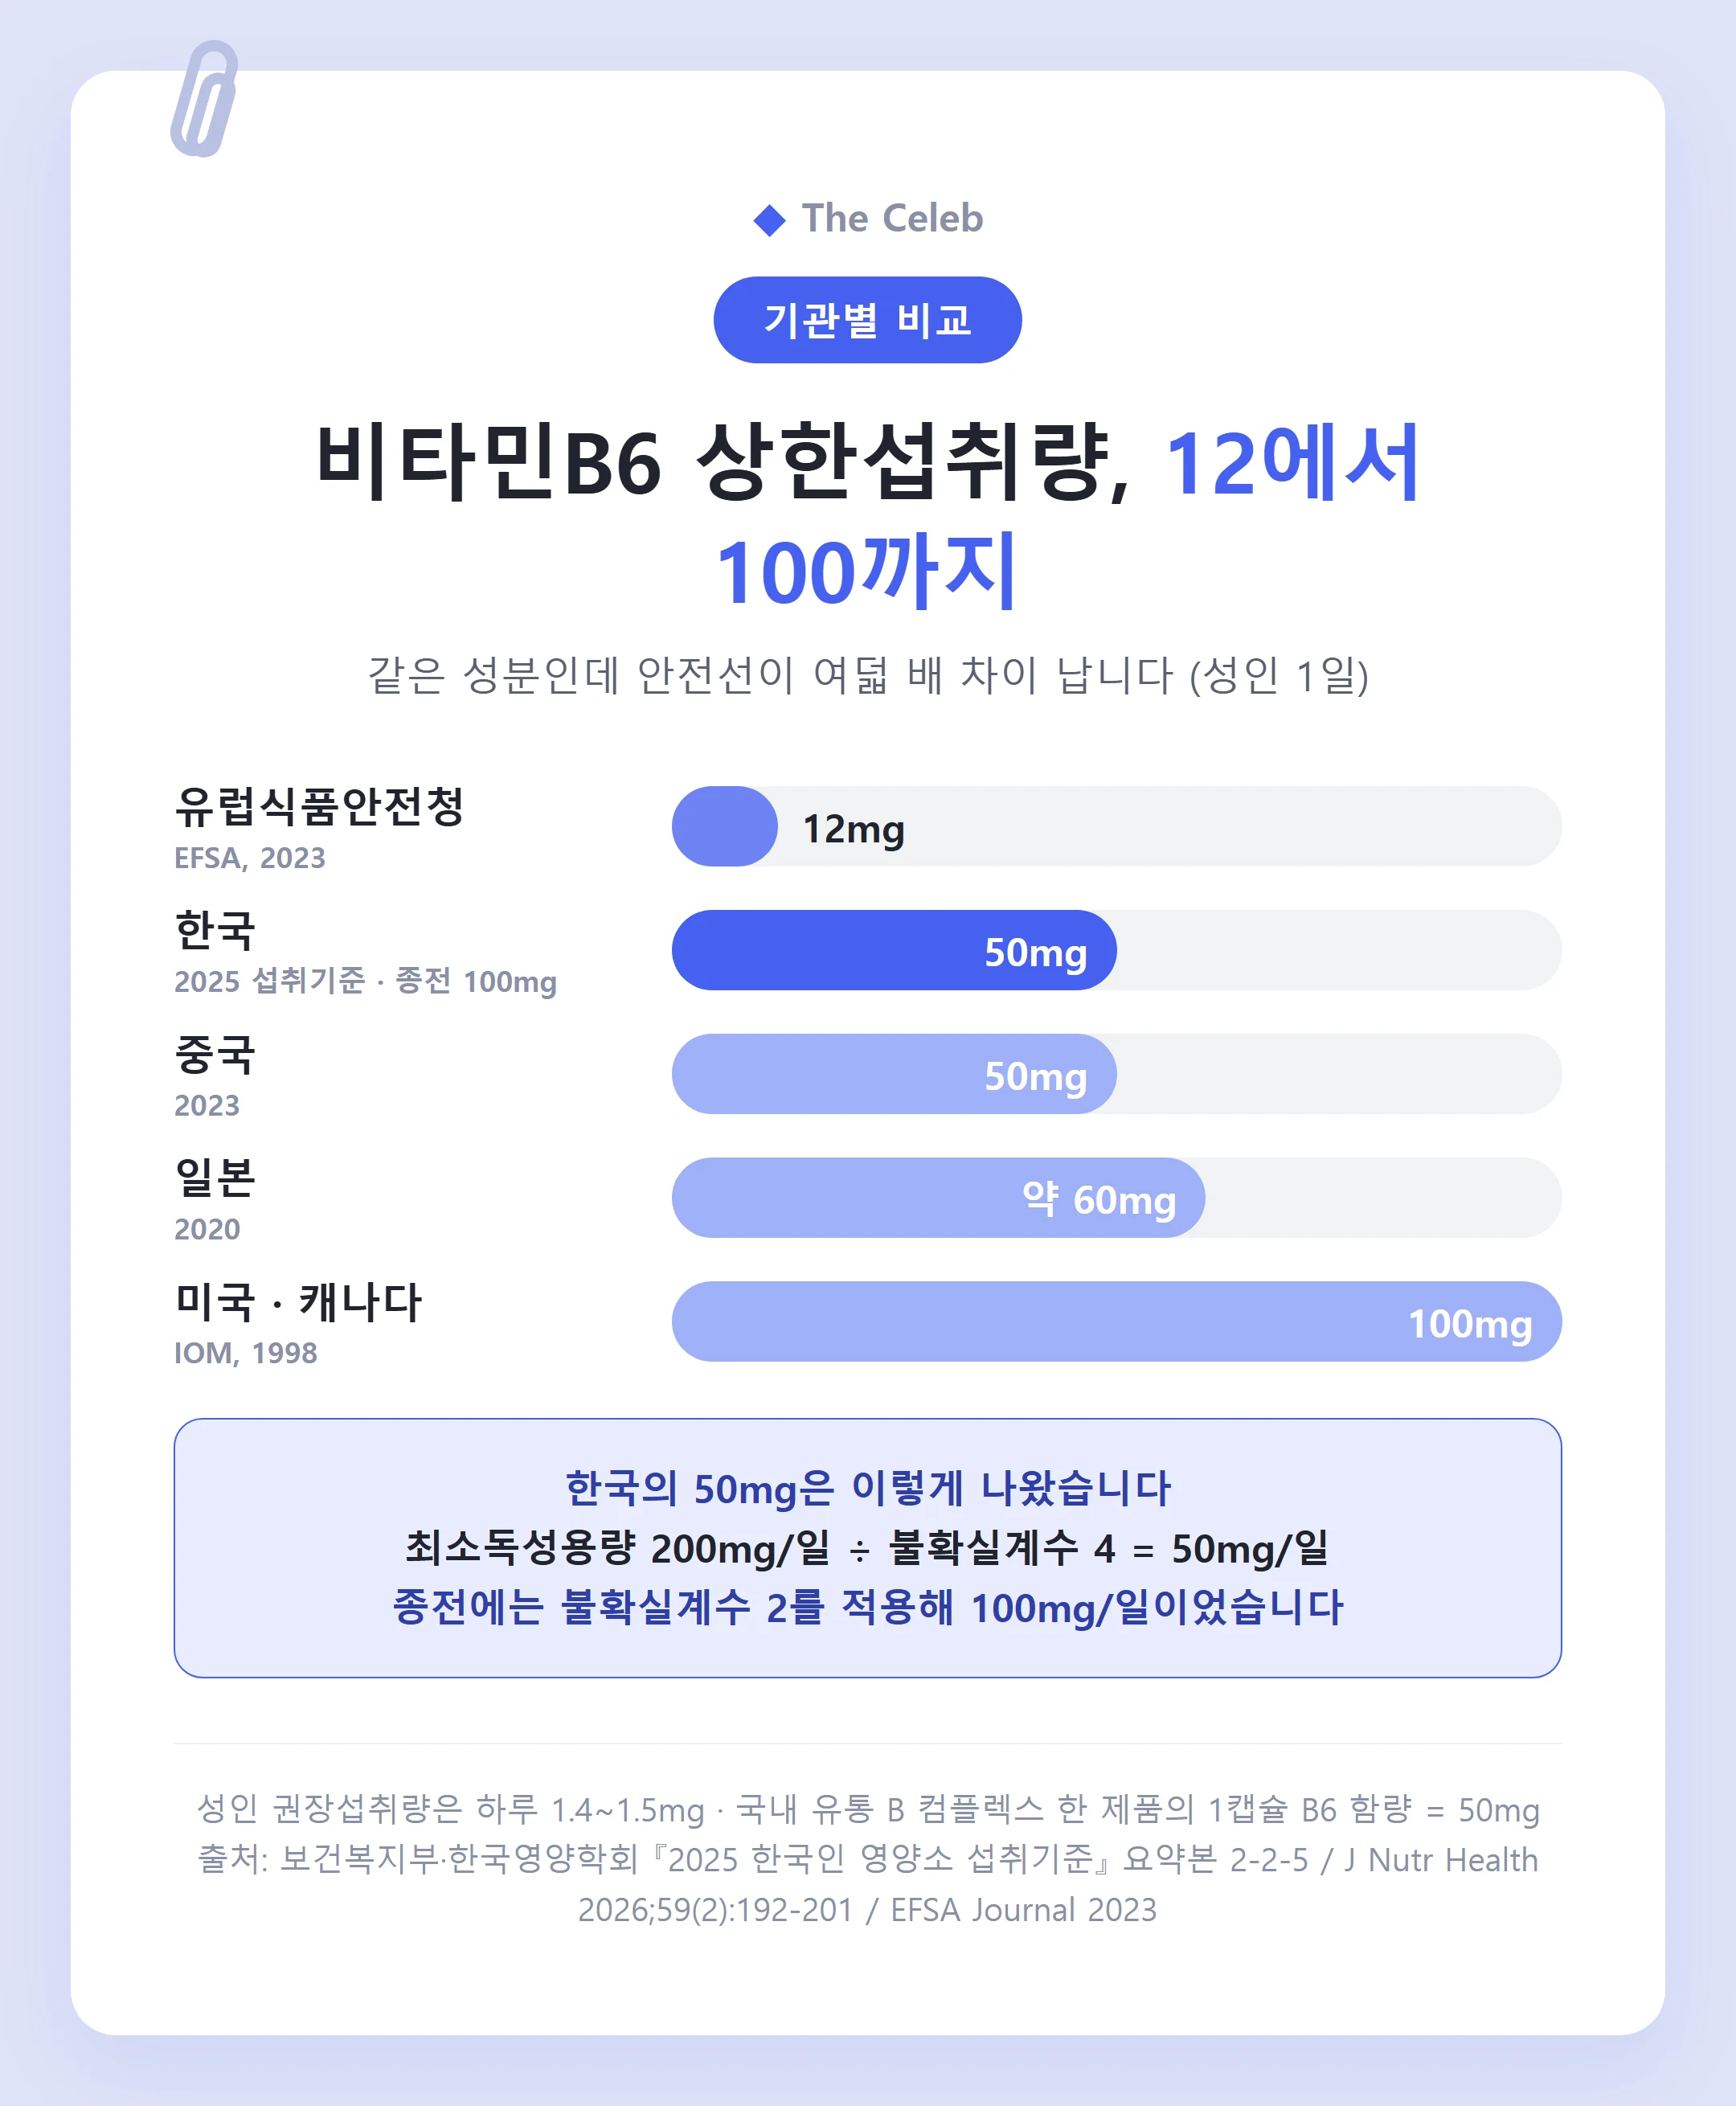 The Celeb
기관별 비교
비타민B6 상한섭취량, 12에서
100까지
같은 성분인데 안전선이 여덟 배 차이 납니다 (성인 1일)
유럽식품안전청
EFSA, 2023
12mg
한국
2025 섭취기준 · 종전 100mg
50mg
중국
2023
50mg
일본
2020
약 60mg
미국 · 캐나다
IOM, 1998
100mg
한국의 50mg은 이렇게 나왔습니다
최소독성용량 200mg/일 ÷ 불확실계수 4 = 50mg/일
종전에는 불확실계수 2를 적용해 100mg/일이었습니다
성인 권장섭취량은 하루 1.4~1.5mg · 국내 유통 B 컴플렉스 한 제품의 1캡슐 B6 함량 = 50mg
출처: 보건복지부·한국영양학회『2025 한국인 영양소 섭취기준』 요약본 2-2-5 / J Nutr Health
2026;59(2):192-201 / EFSA Journal 2023